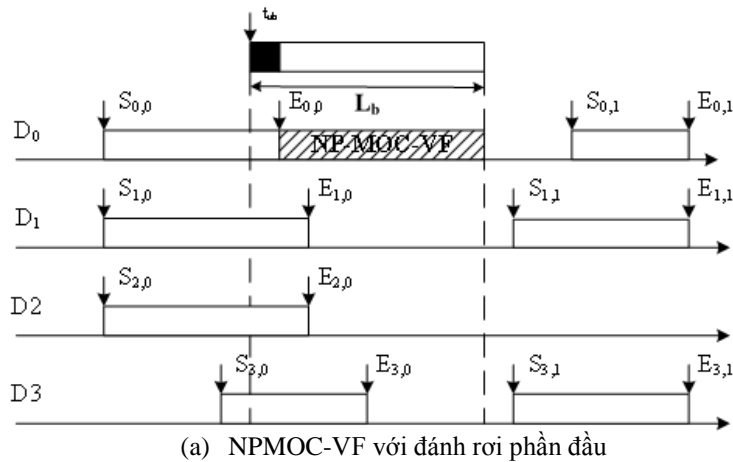 t_ub
L_b
S_0,0 E_0,0 S_0,1 E_0,1
D_0 NP-MOC-VF
S_1,0 E_1,0 S_1,1 E_1,1
D_1
S_2,0 E_2,0
D2
S_3,0 E_3,0 S_3,1 E_3,1
D3
(a) NPMOC-VF với đánh rơi phần đầu